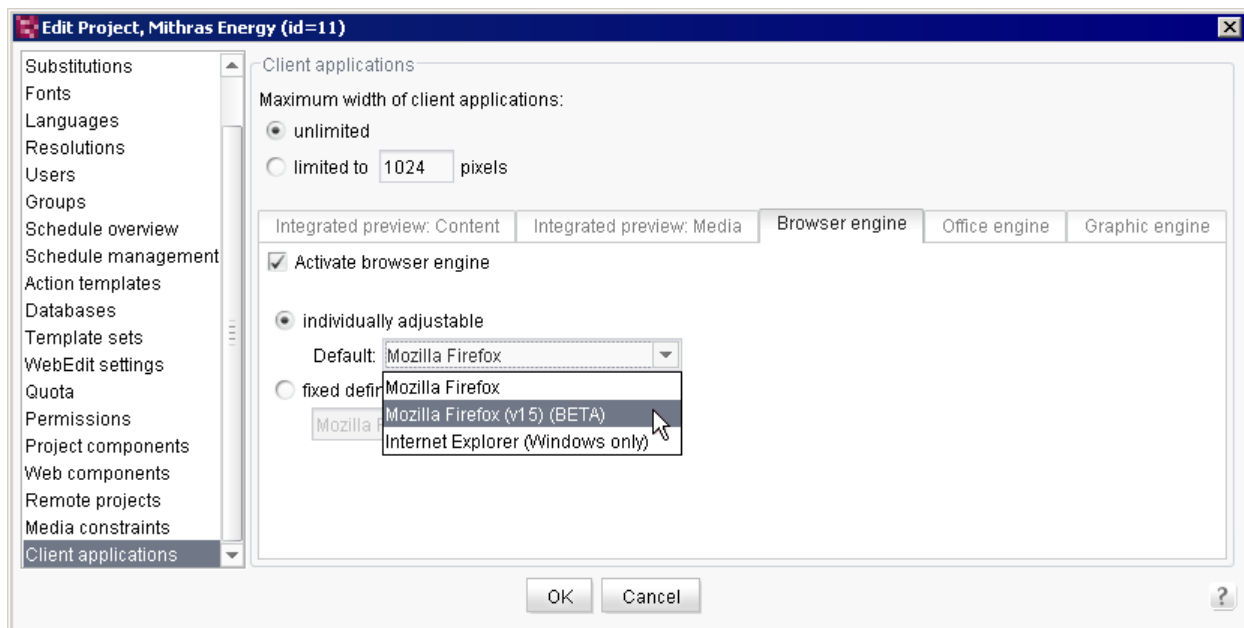 Edit Project, Mithras Energy (id=11)
Substitutions
Fonts
Languages
Resolutions
Users
Groups
Schedule overview
Schedule management
Action templates
Databases
Template sets
WebEdit settings
Quota
Permissions
Project components
Web components
Remote projects
Media constraints
Client applications
Client applications
Maximum width of client applications:
unlimited
limited to 1024 pixels
Integrated preview: Content Integrated preview: Media Browser engine Office engine Graphic engine
Activate browser engine
individually adjustable
Default: Mozilla Firefox
fixed
Mozilla
Mozilla Firefox
Mozilla Firefox (v15) (BETA)
Internet Explorer (Windows only)
OK Cancel
?